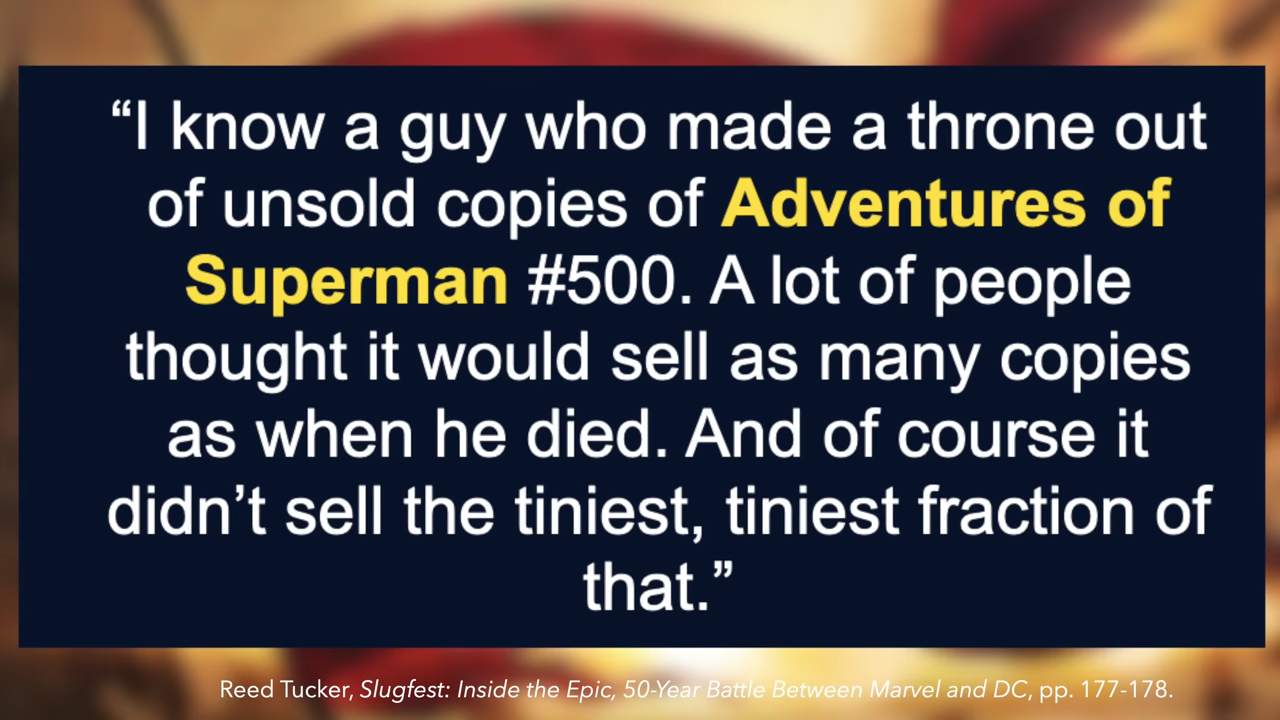 “I know a guy who made a throne out
of unsold copies of Adventures of
Superman #500. A lot of people
thought it would sell as many copies
as when he died. And of course it
didn’t sell the tiniest, tiniest fraction of
that.”
Reed Tucker, Slugfest: Inside the Epic, 50-Year Battle Between Marvel and DC, pp. 177-178.